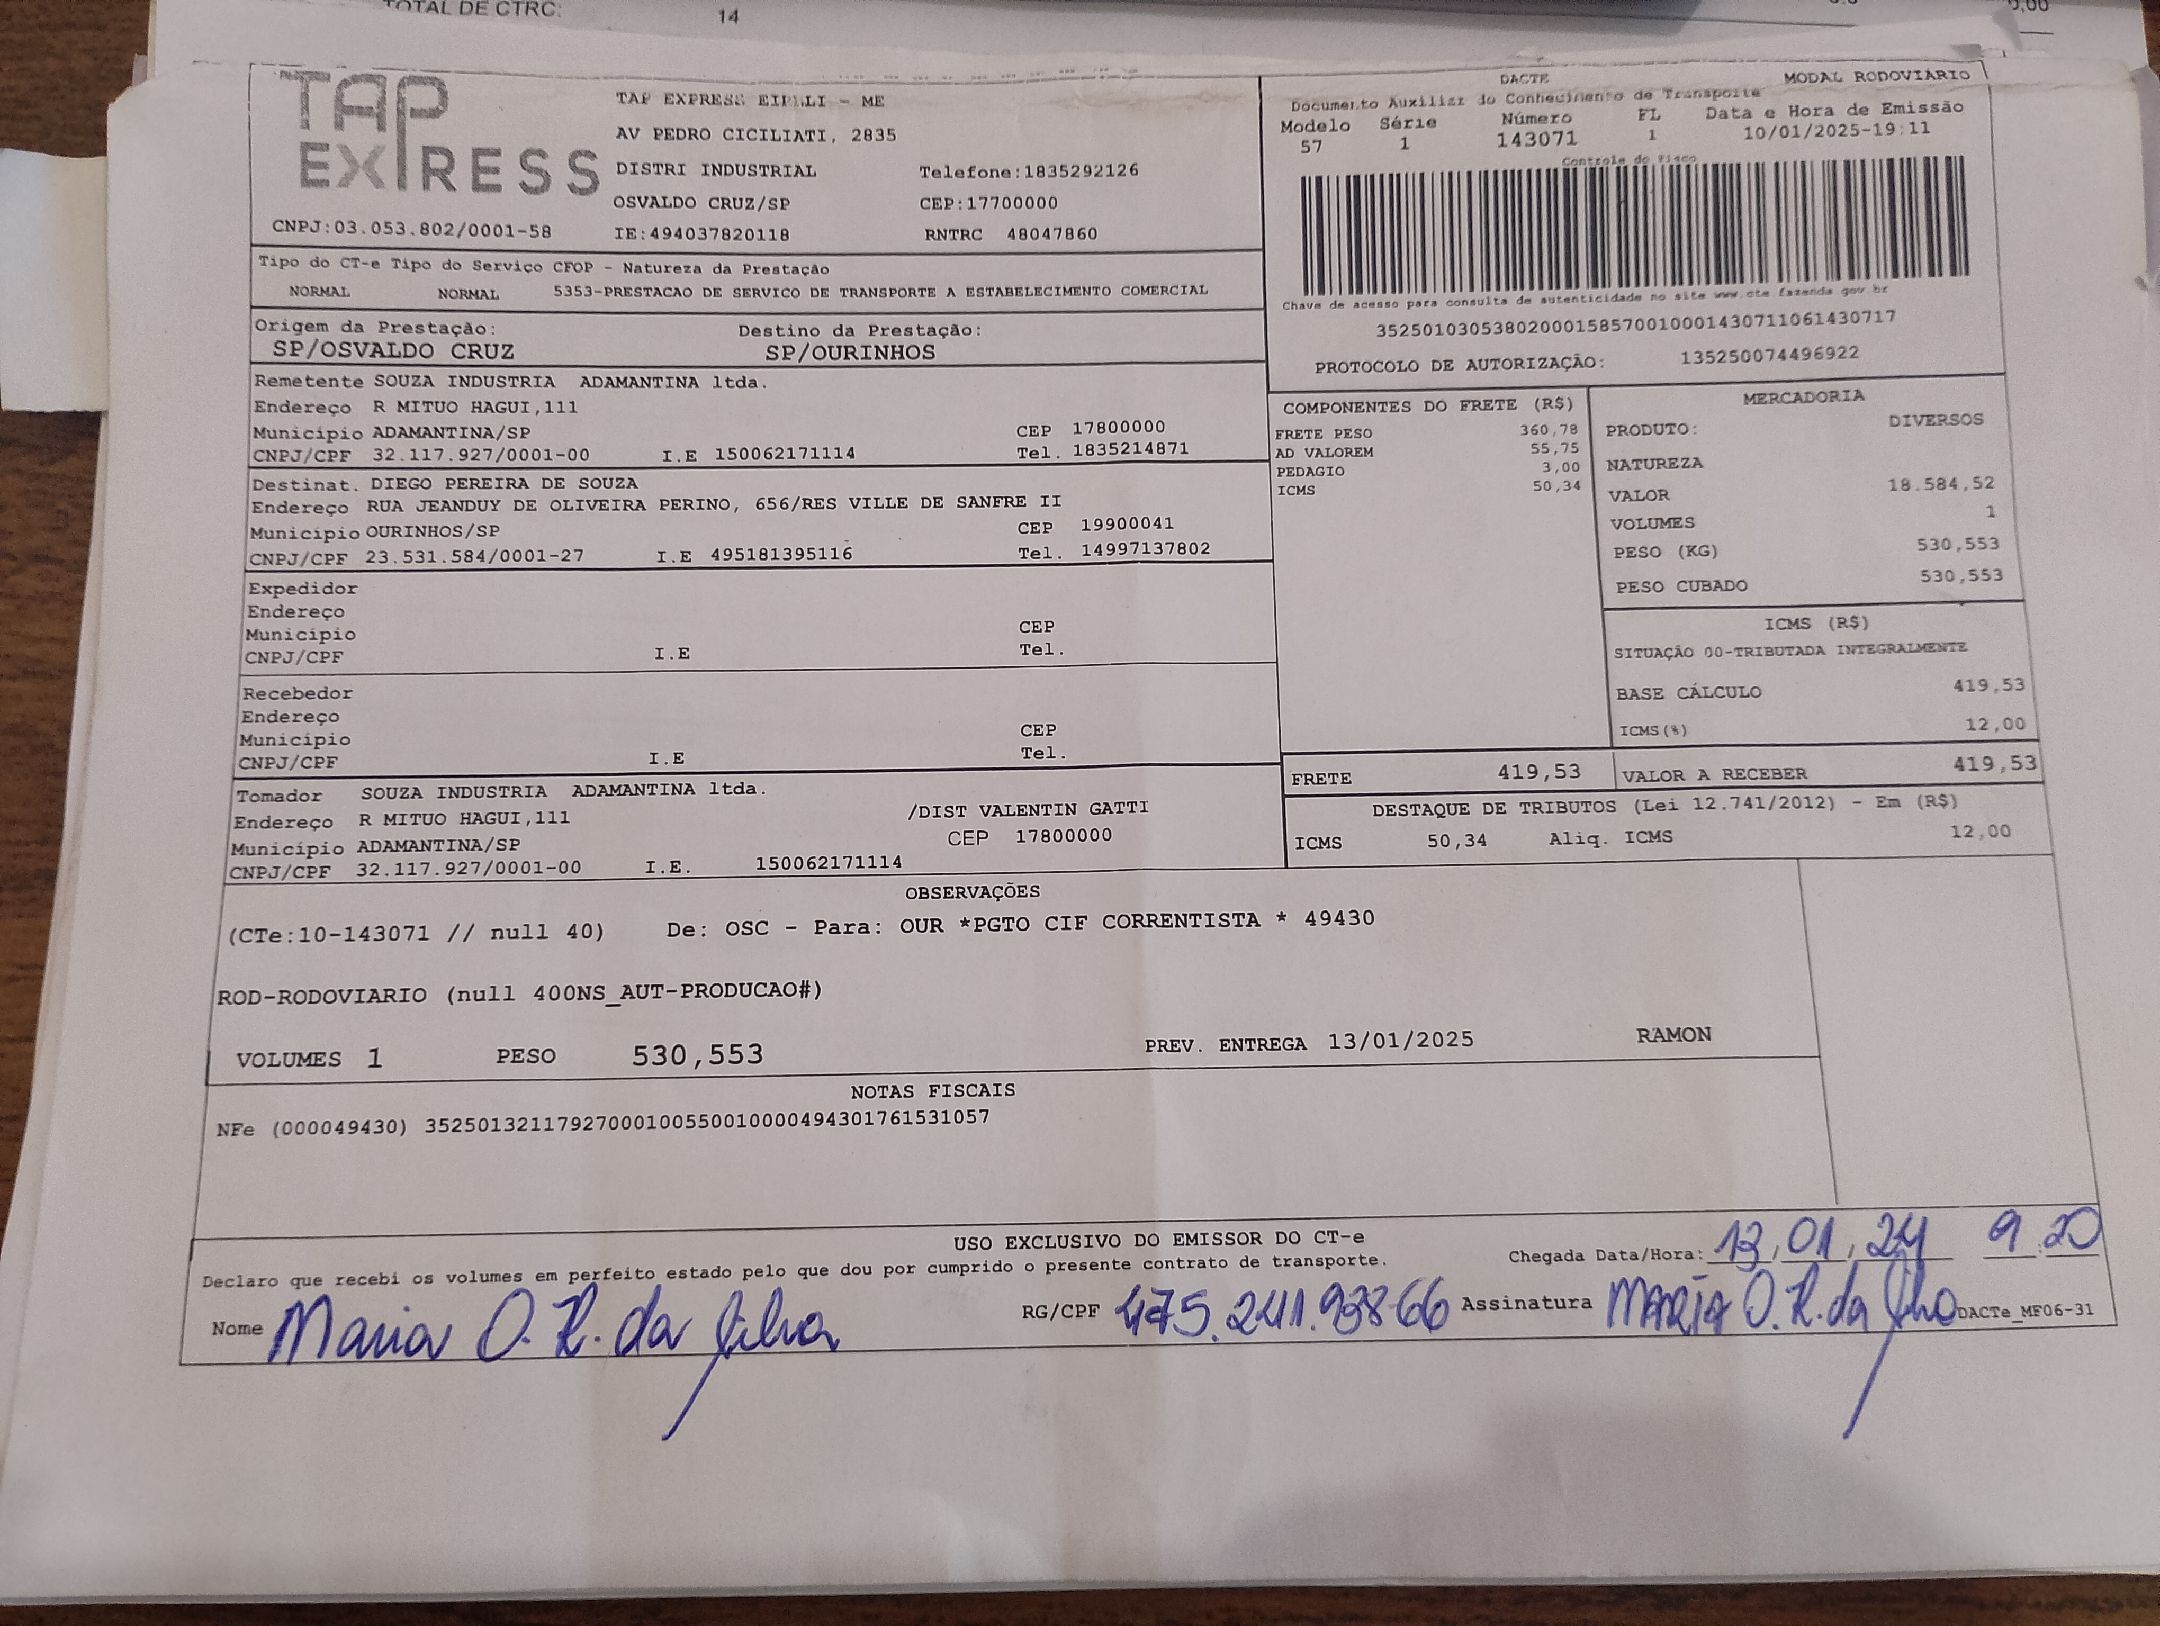 TOTAL DE CTRC: 14
TAP EXPRESS
TAP EXPRESS EIRELI - ME
AV PEDRO CICILIATI, 2835
DISTRI INDUSTRIAL Telefone:1835292126
OSVALDO CRUZ/SP CEP:17700000
CNPJ:03.053.802/0001-58 IE:494037820118 RNTRC 48047860
DACTE MODAL RODOVIÁRIO
Documento Auxiliar do Conhecimento de Transporte
Modelo Série Número FL Data e Hora de Emissão
57 1 143071 1 10/01/2025-19:11
Controle do Fisco
Chave de acesso para consulta de autenticidade no site www.cte.fazenda.gov.br
35250103053802000158570010001430711061430717
PROTOCOLO DE AUTORIZAÇÃO: 135250074496922
Tipo do CT-e Tipo do Serviço CFOP - Natureza da Prestação
NORMAL NORMAL 5353-PRESTACAO DE SERVICO DE TRANSPORTE A ESTABELECIMENTO COMERCIAL
Origem da Prestação: Destino da Prestação:
SP/OSVALDO CRUZ SP/OURINHOS
Remetente SOUZA INDUSTRIA ADAMANTINA ltda.
Endereço R MITUO HAGUI,111
Município ADAMANTINA/SP CEP 17800000
CNPJ/CPF 32.117.927/0001-00 I.E 150062171114 Tel. 1835214871
Destinat. DIEGO PEREIRA DE SOUZA
Endereço RUA JEANDUY DE OLIVEIRA PERINO, 656/RES VILLE DE SANFRE II
Município OURINHOS/SP CEP 19900041
CNPJ/CPF 23.531.584/0001-27 I.E 495181395116 Tel. 14997137802
Expedidor
Endereço
Município CEP
CNPJ/CPF I.E Tel.
Recebedor
Endereço
Município CEP
CNPJ/CPF I.E Tel.
Tomador SOUZA INDUSTRIA ADAMANTINA ltda.
Endereço R MITUO HAGUI,111 /DIST VALENTIN GATTI
Município ADAMANTINA/SP CEP 17800000
CNPJ/CPF 32.117.927/0001-00 I.E. 150062171114
COMPONENTES DO FRETE (R$)
FRETE PESO 360,78
AD VALOREM 55,75
PEDAGIO 3,00
ICMS 50,34
MERCADORIA
PRODUTO: DIVERSOS
NATUREZA
VALOR 18.584,52
VOLUMES 1
PESO (KG) 530,553
PESO CUBADO 530,553
ICMS (R$)
SITUAÇÃO 00-TRIBUTADA INTEGRALMENTE
BASE CÁLCULO 419,53
ICMS(%) 12,00
FRETE 419,53 VALOR A RECEBER 419,53
DESTAQUE DE TRIBUTOS (Lei 12.741/2012) - Em (R$)
ICMS 50,34 Aliq. ICMS 12,00
OBSERVAÇÕES
(CTe:10-143071 // null 40) De: OSC - Para: OUR *PGTO CIF CORRENTISTA * 49430
ROD-RODOVIARIO (null 400NS_AUT-PRODUCAO#)
VOLUMES 1 PESO 530,553 PREV. ENTREGA 13/01/2025 RAMON
NOTAS FISCAIS
NFe (000049430) 35250132117927000100550010000494301761531057
USO EXCLUSIVO DO EMISSOR DO CT-e
Declaro que recebi os volumes em perfeito estado pelo que dou por cumprido o presente contrato de transporte. Chegada Data/Hora: 13,01,24 9 20
Nome Maria O. R. da Silva RG/CPF 475.241.93866 Assinatura Maria O. R. da Silva DACTe_MF06-31